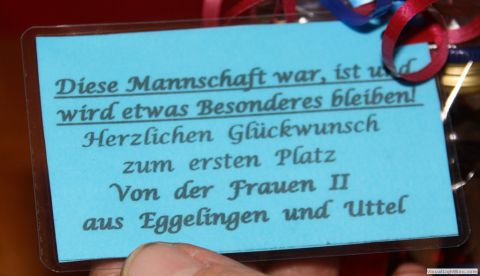 Diese Mannschaft war, ist und
wird etwas Besonderes bleiben!
Herzlichen Glückwunsch
zum ersten Platz
Von der Frauen II
aus Eggelingen und Uttel